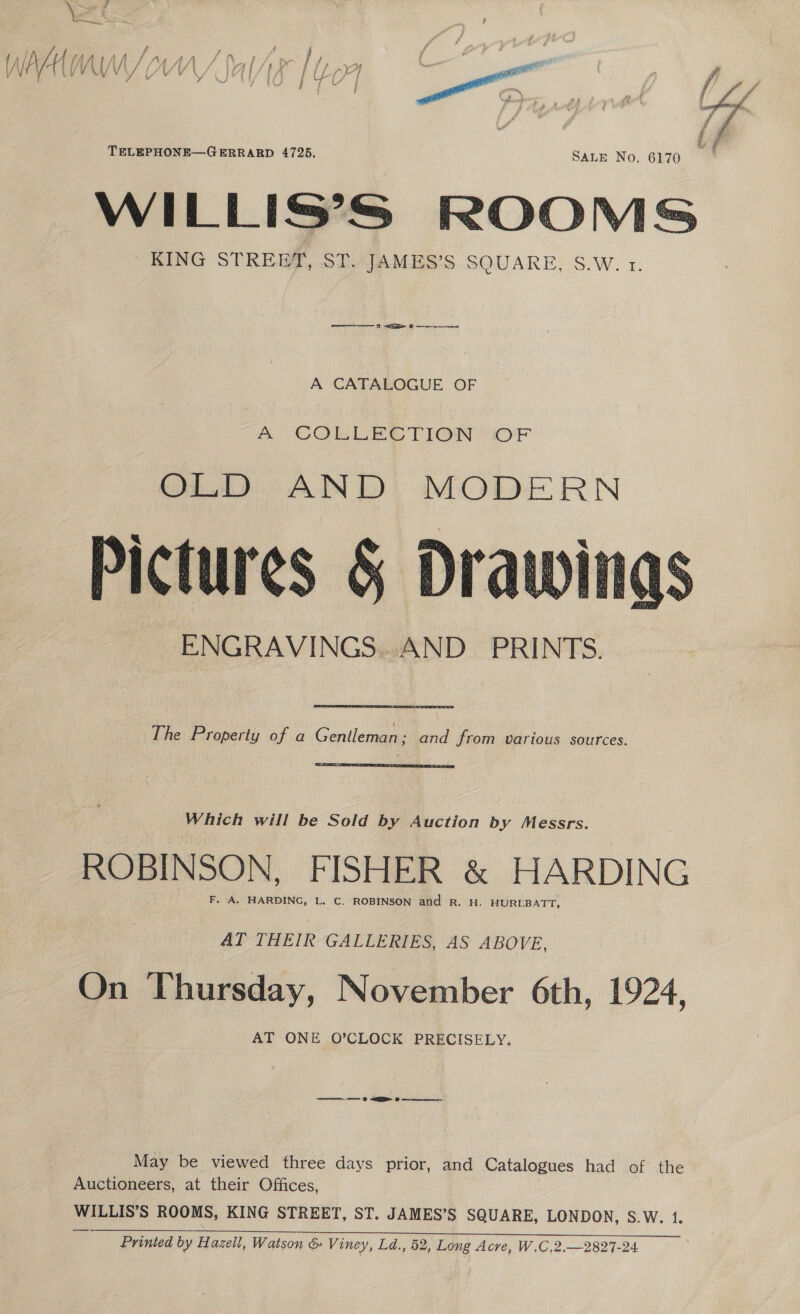 TELEPHONE—GERRARD 4725.
SALE No. 6170
WILLIS'S ROOMS
KING STREET, ST. JAMES'S SQUARE, S.W. 1.
A CATALOGUE OF
A COLLECTION OF
OLD AND MODERN
Pictures & Drawings
ENGRAVINGS AND PRINTS.
The Property of a Gentleman; and from various sources.
Which will be Sold by Auction by Messrs.
ROBINSON, FISHER & HARDING
F. A. HARDING, L. C. ROBINSON and R. H. HURLBATT,
AT THEIR GALLERIES, AS ABOVE,
On Thursday, November 6th, 1924,
AT ONE O'CLOCK PRECISELY.
May be viewed three days prior, and Catalogues had of the
Auctioneers, at their Offices,
WILLIS'S ROOMS, KING STREET, ST. JAMES'S SQUARE, LONDON, S.W. 1.
Printed by Hazell, Watson & Viney, Ld., 52, Long Acre, W.C.2.—2827-24